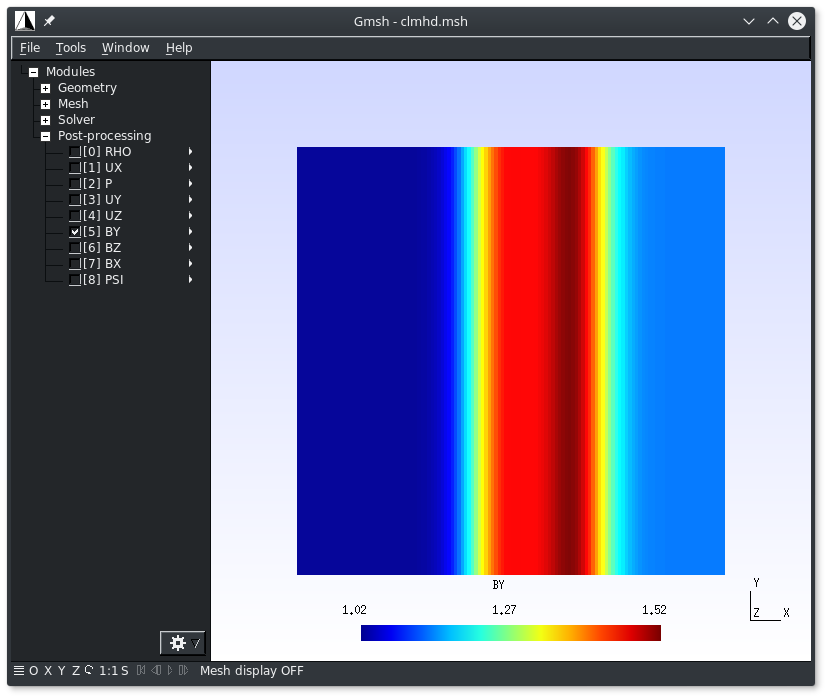 Gmsh - clmhd.msh
File Tools Window Help
Modules
Geometry
Mesh
Solver
Post-processing
[0] RHO
[1] UX
[2] P
[3] UY
[4] UZ
[5] BY
[6] BZ
[7] BX
[8] PSI
BY
1.02 1.27 1.52
Y
Z X
O X Y Z 1:1 S Mesh display OFF